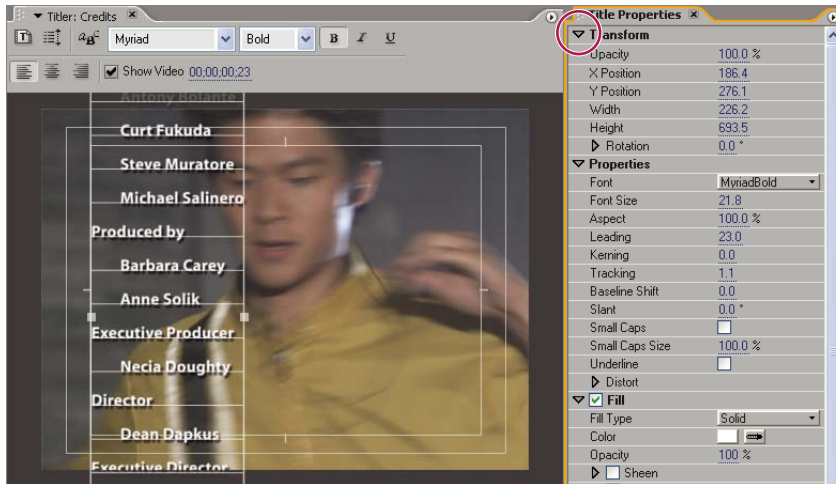 Titler: Credits
Myriad Bold B I U
Show Video 00;00;00;23
Antony Bolante
Curt Fukuda
Steve Muratore
Michael Salinero
Produced by
Barbara Carey
Anne Solik
Executive Producer
Necia Doughty
Director
Dean Dapkus
Executive Director
Title Properties
Transform
Opacity 100.0 %
X Position 186.4
Y Position 276.1
Width 226.2
Height 693.5
Rotation 0.0 °
Properties
Font MyriadBold
Font Size 21.8
Aspect 100.0 %
Leading 23.0
Kerning 0.0
Tracking 1.1
Baseline Shift 0.0
Slant 0.0 °
Small Caps
Small Caps Size 100.0 %
Underline
Distort
Fill
Fill Type Solid
Color
Opacity 100 %
Sheen